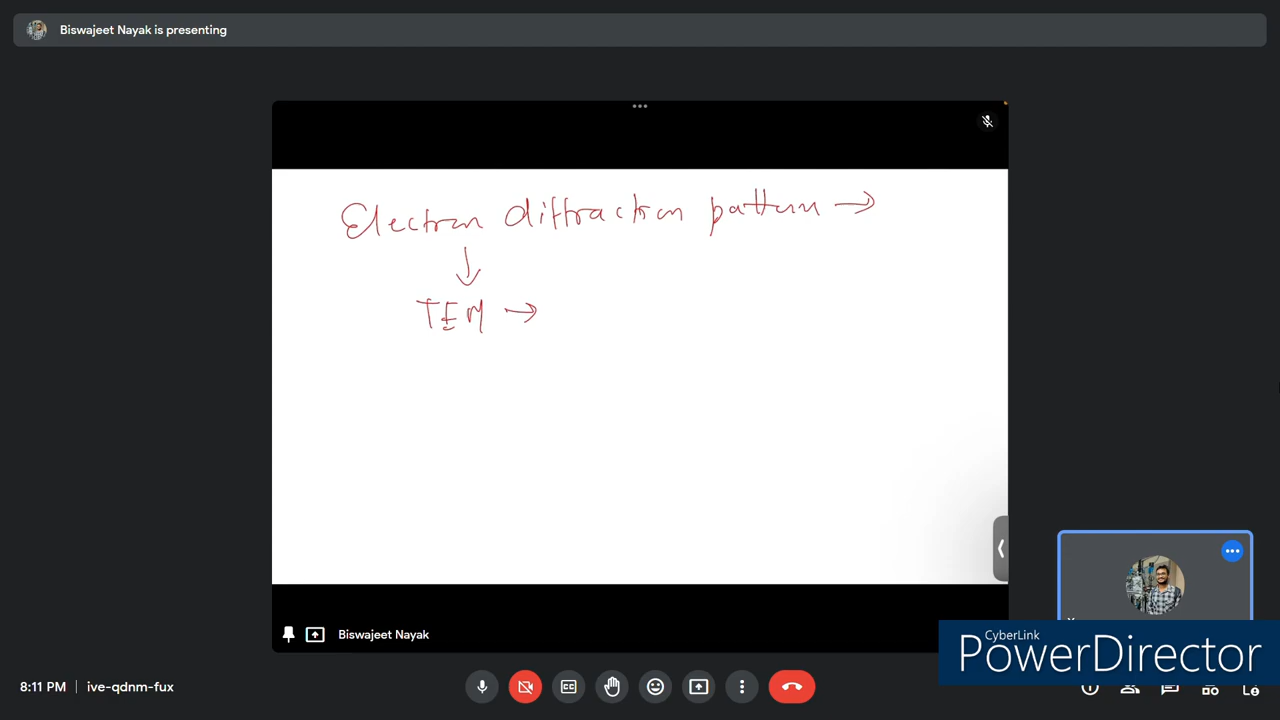 Biswajeet Nayak is presenting
Electron diffraction pattern →
↓
TEM →
Biswajeet Nayak
CyberLink
PowerDirector
8:11 PM | ive-qdnm-fux